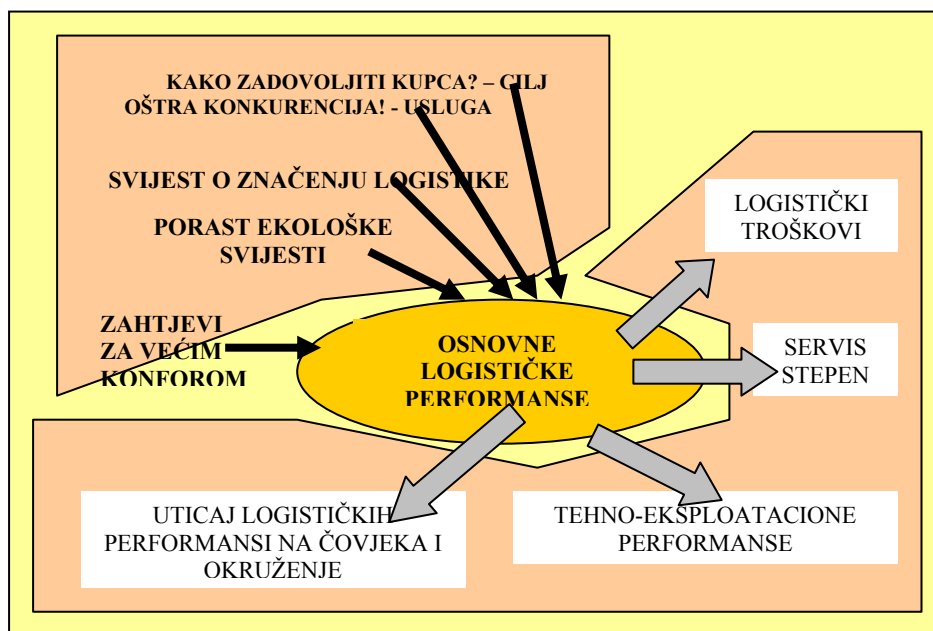 KAKO ZADOVOLJITI KUPCA? – CILJ
OŠTRA KONKURENCIJA! - USLUGA
SVIJEST O ZNAČENJU LOGISTIKE
PORAST EKOLOŠKE
SVIJESTI
ZAHTJEVI
ZA VEĆIM
KONFOROM
OSNOVNE
LOGISTIČKE
PERFORMANSE
LOGISTIČKI
TROŠKOVI
SERVIS
STEPEN
UTICAJ LOGISTIČKIH
PERFORMANSI NA ČOVJEKA I
OKRUŽENJE
TEHNO-EKSPLOATACIONE
PERFORMANSE